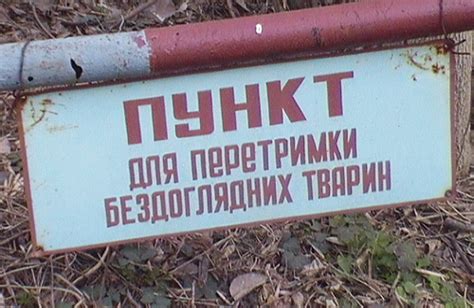 ПУНКТ
ДЛЯ ПЕРЕТРИМКИ
БЕЗДОГЛЯДНИХ ТВАРИН